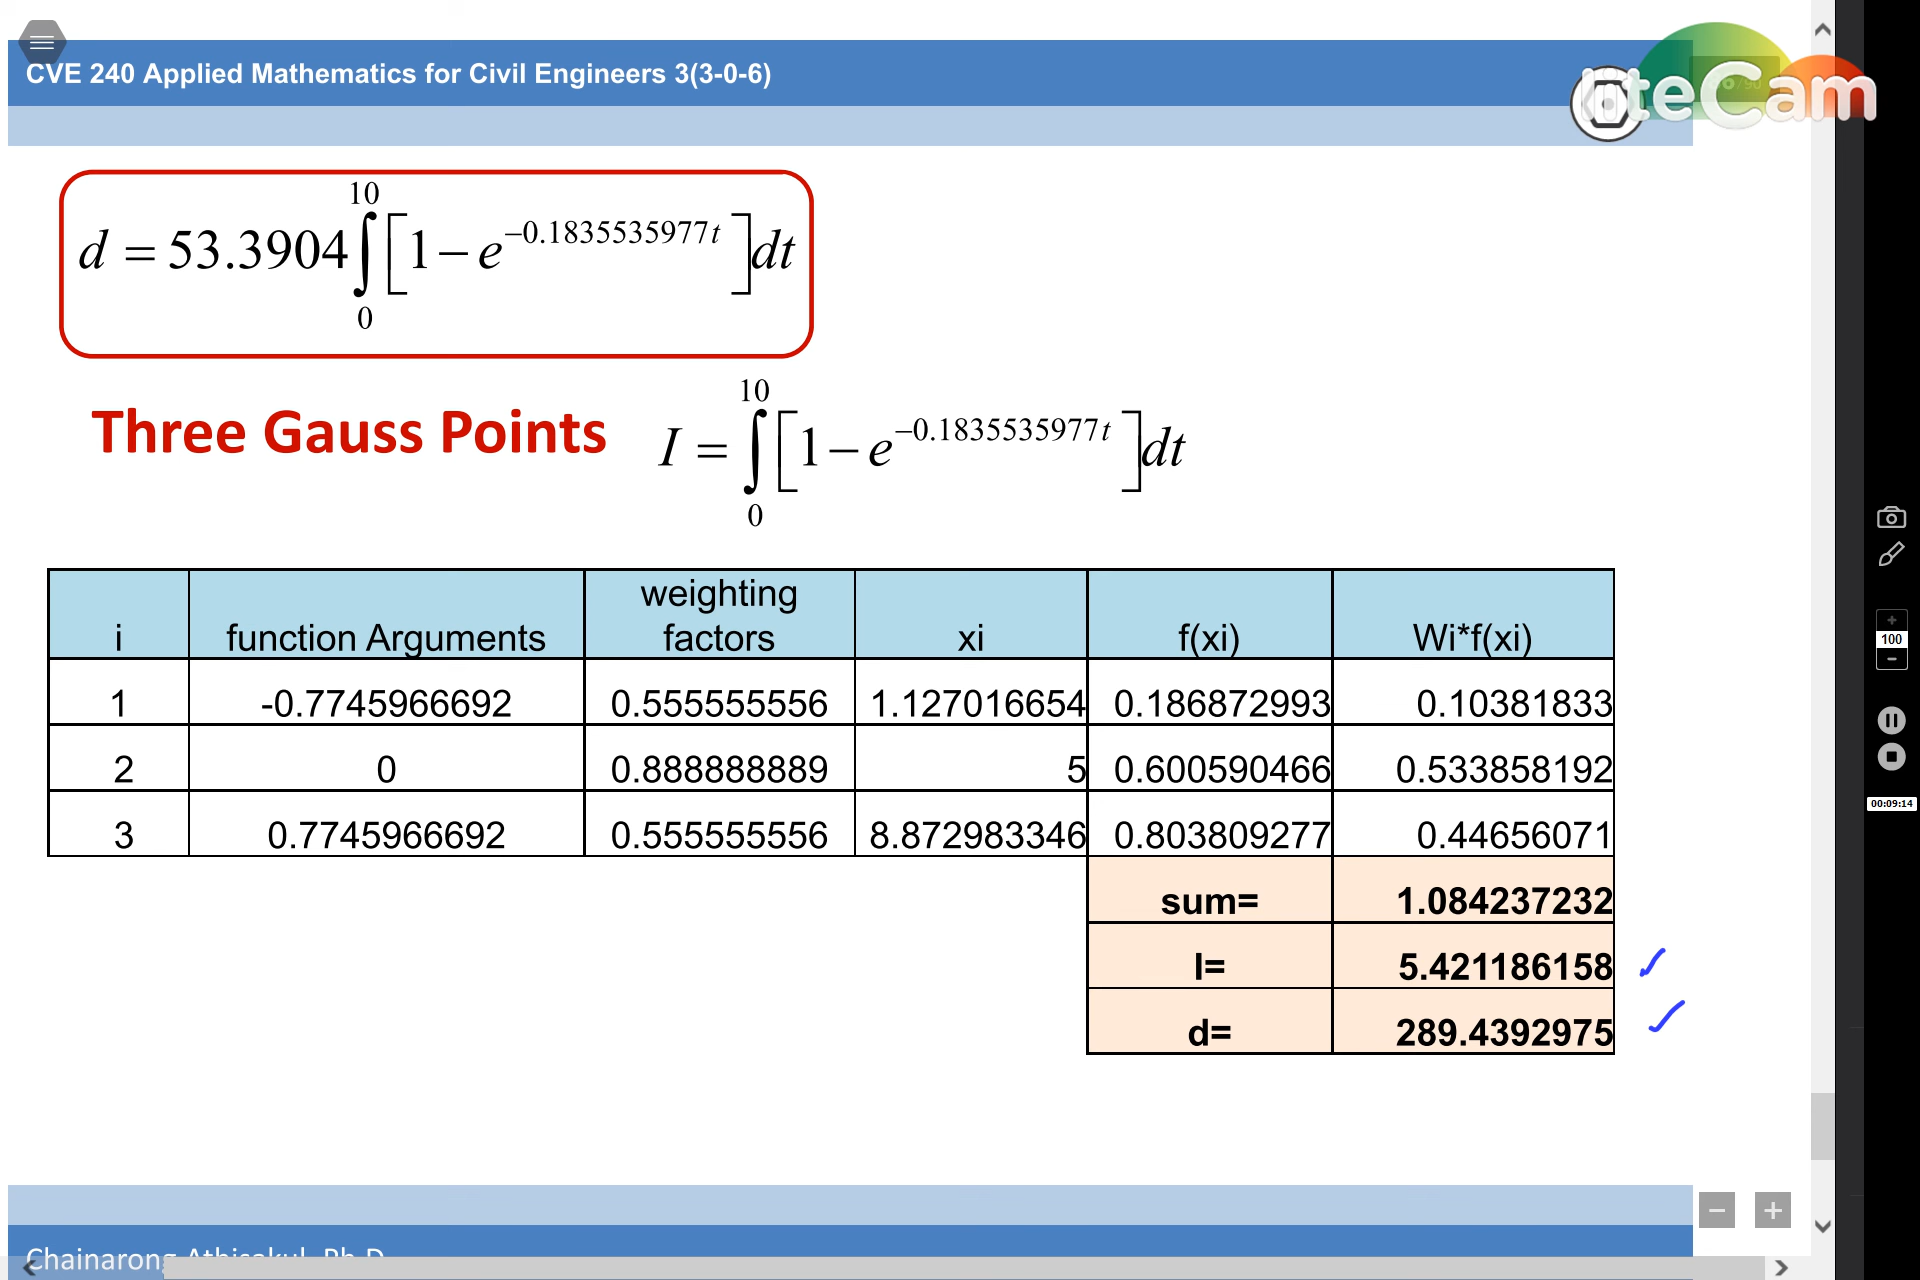 CVE 240 Applied Mathematics for Civil Engineers 3(3-0-6)
liteCam
d = 53.3904 ∫₀¹⁰ [1 − e^(−0.1835535977t)] dt
Three Gauss Points I = ∫₀¹⁰ [1 − e^(−0.1835535977t)] dt
i function Arguments weighting factors xi f(xi) Wi*f(xi)
1 -0.7745966692 0.555555556 1.127016654 0.186872993 0.10381833
2 0 0.888888889 5 0.600590466 0.533858192
3 0.7745966692 0.555555556 8.872983346 0.803809277 0.44656071
sum= 1.084237232
I= 5.421186158
d= 289.4392975
100
00:09:14
Chainarong Athisakul, Ph.D